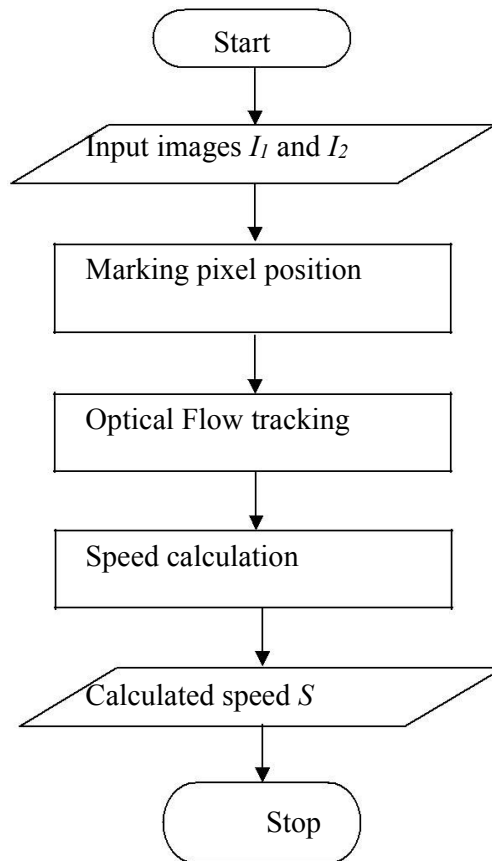 Start
Input images I1 and I2
Marking pixel position
Optical Flow tracking
Speed calculation
Calculated speed S
Stop